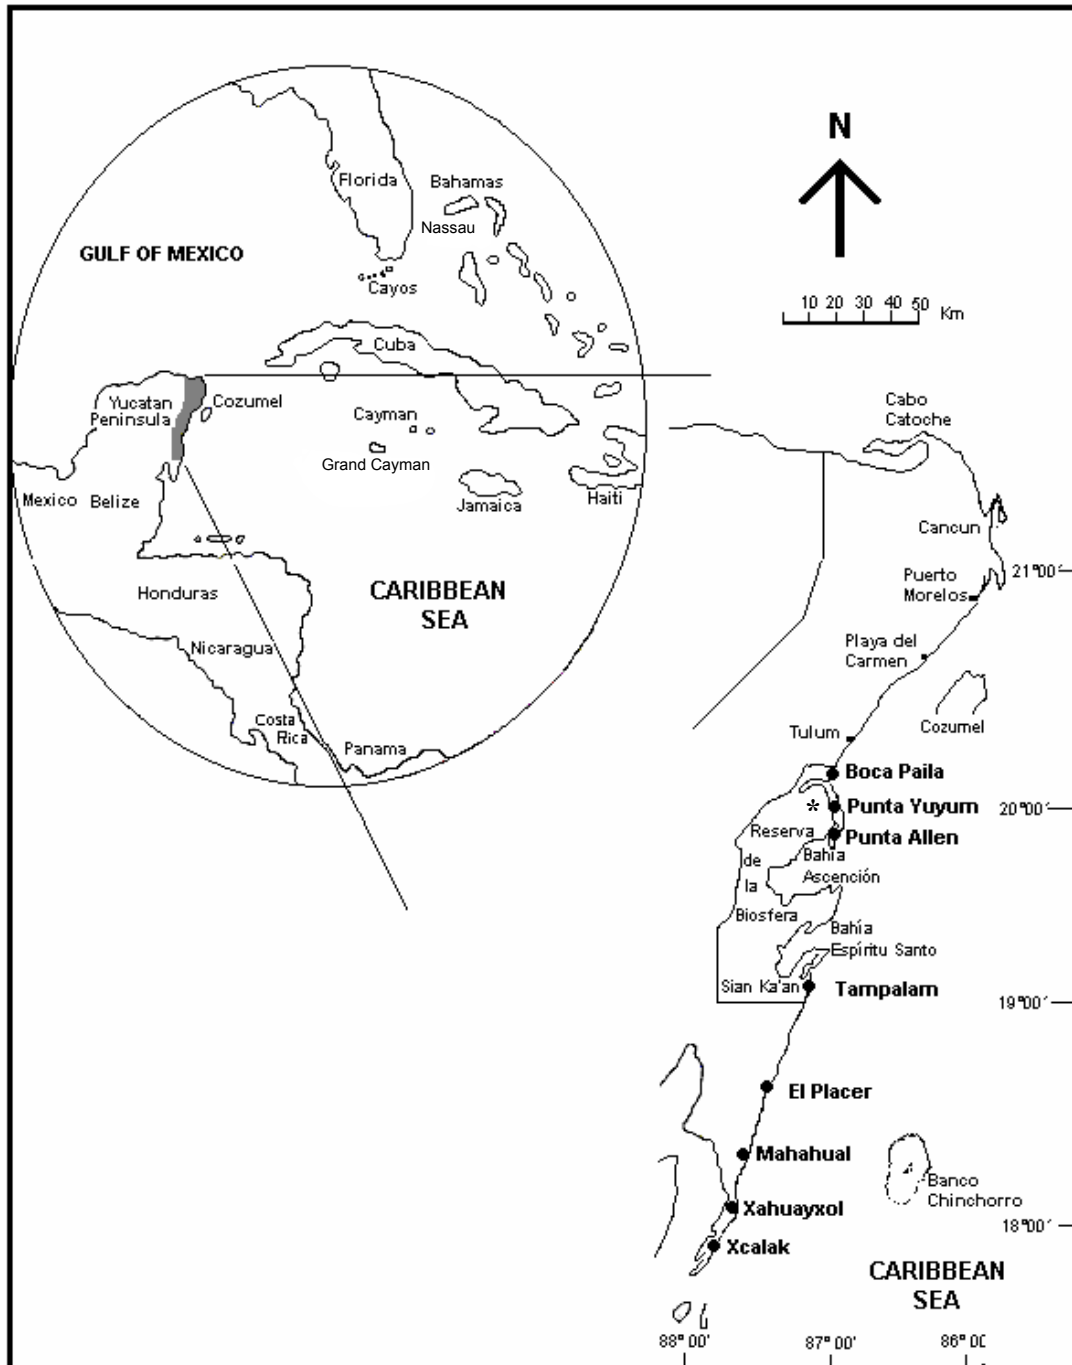 N
Florida
Bahamas
Nassau
GULF OF MEXICO
Cayos
10 20 30 40 50 Km
Cuba
Yucatan
Peninsula
Cozumel
Cayman
Grand Cayman
Jamaica
Haiti
Mexico
Belize
Honduras
CARIBBEAN
SEA
Nicaragua
Costa
Rica
Panama
Cabo
Catoche
Cancun
21°00'
Puerto
Morelos
Playa del
Carmen
Cozumel
Tulum
Boca Paila
* Punta Yuyum
20°00'
Reserva
Punta Allen
de
la
Bahía
Ascención
Biosfera
Bahía
Espíritu Santo
Sian Ka'an
Tampalam
19°00'
El Placer
Mahahual
Banco
Chinchorro
Xahuayxol
18°00'
Xcalak
CARIBBEAN
SEA
88° 00'
87° 00'
86° 00